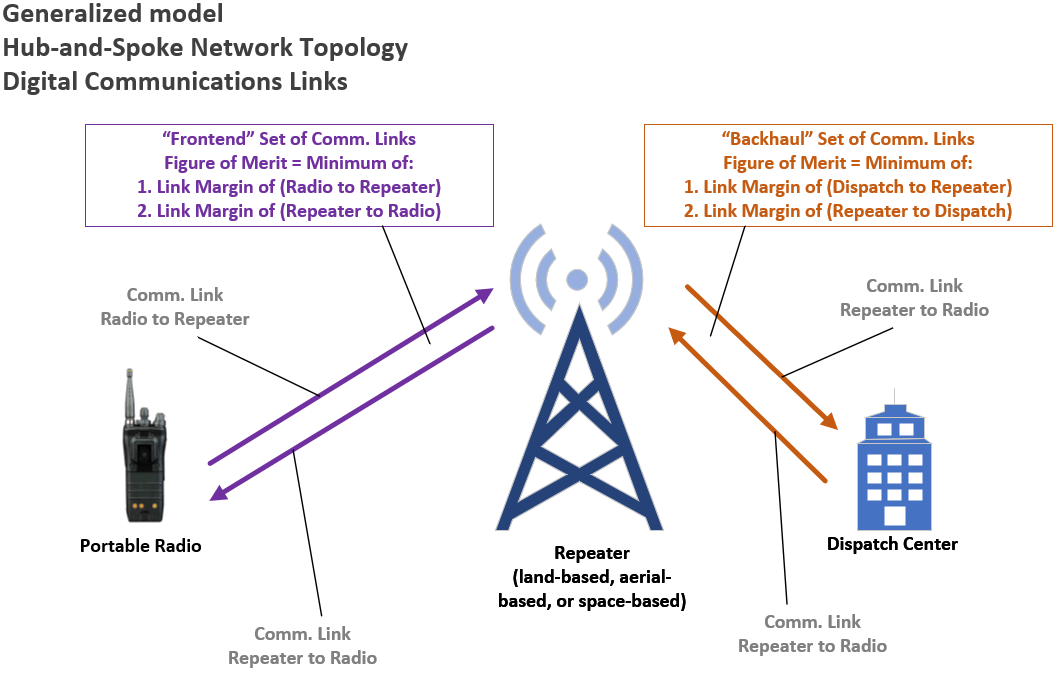 Generalized model
Hub-and-Spoke Network Topology
Digital Communications Links
“Frontend” Set of Comm. Links
Figure of Merit = Minimum of:
1. Link Margin of (Radio to Repeater)
2. Link Margin of (Repeater to Radio)
“Backhaul” Set of Comm. Links
Figure of Merit = Minimum of:
1. Link Margin of (Dispatch to Repeater)
2. Link Margin of (Repeater to Dispatch)
Comm. Link
Radio to Repeater
Comm. Link
Repeater to Radio
Portable Radio
Repeater
(land-based, aerial-
based, or space-based)
Dispatch Center
Comm. Link
Repeater to Radio
Comm. Link
Repeater to Radio